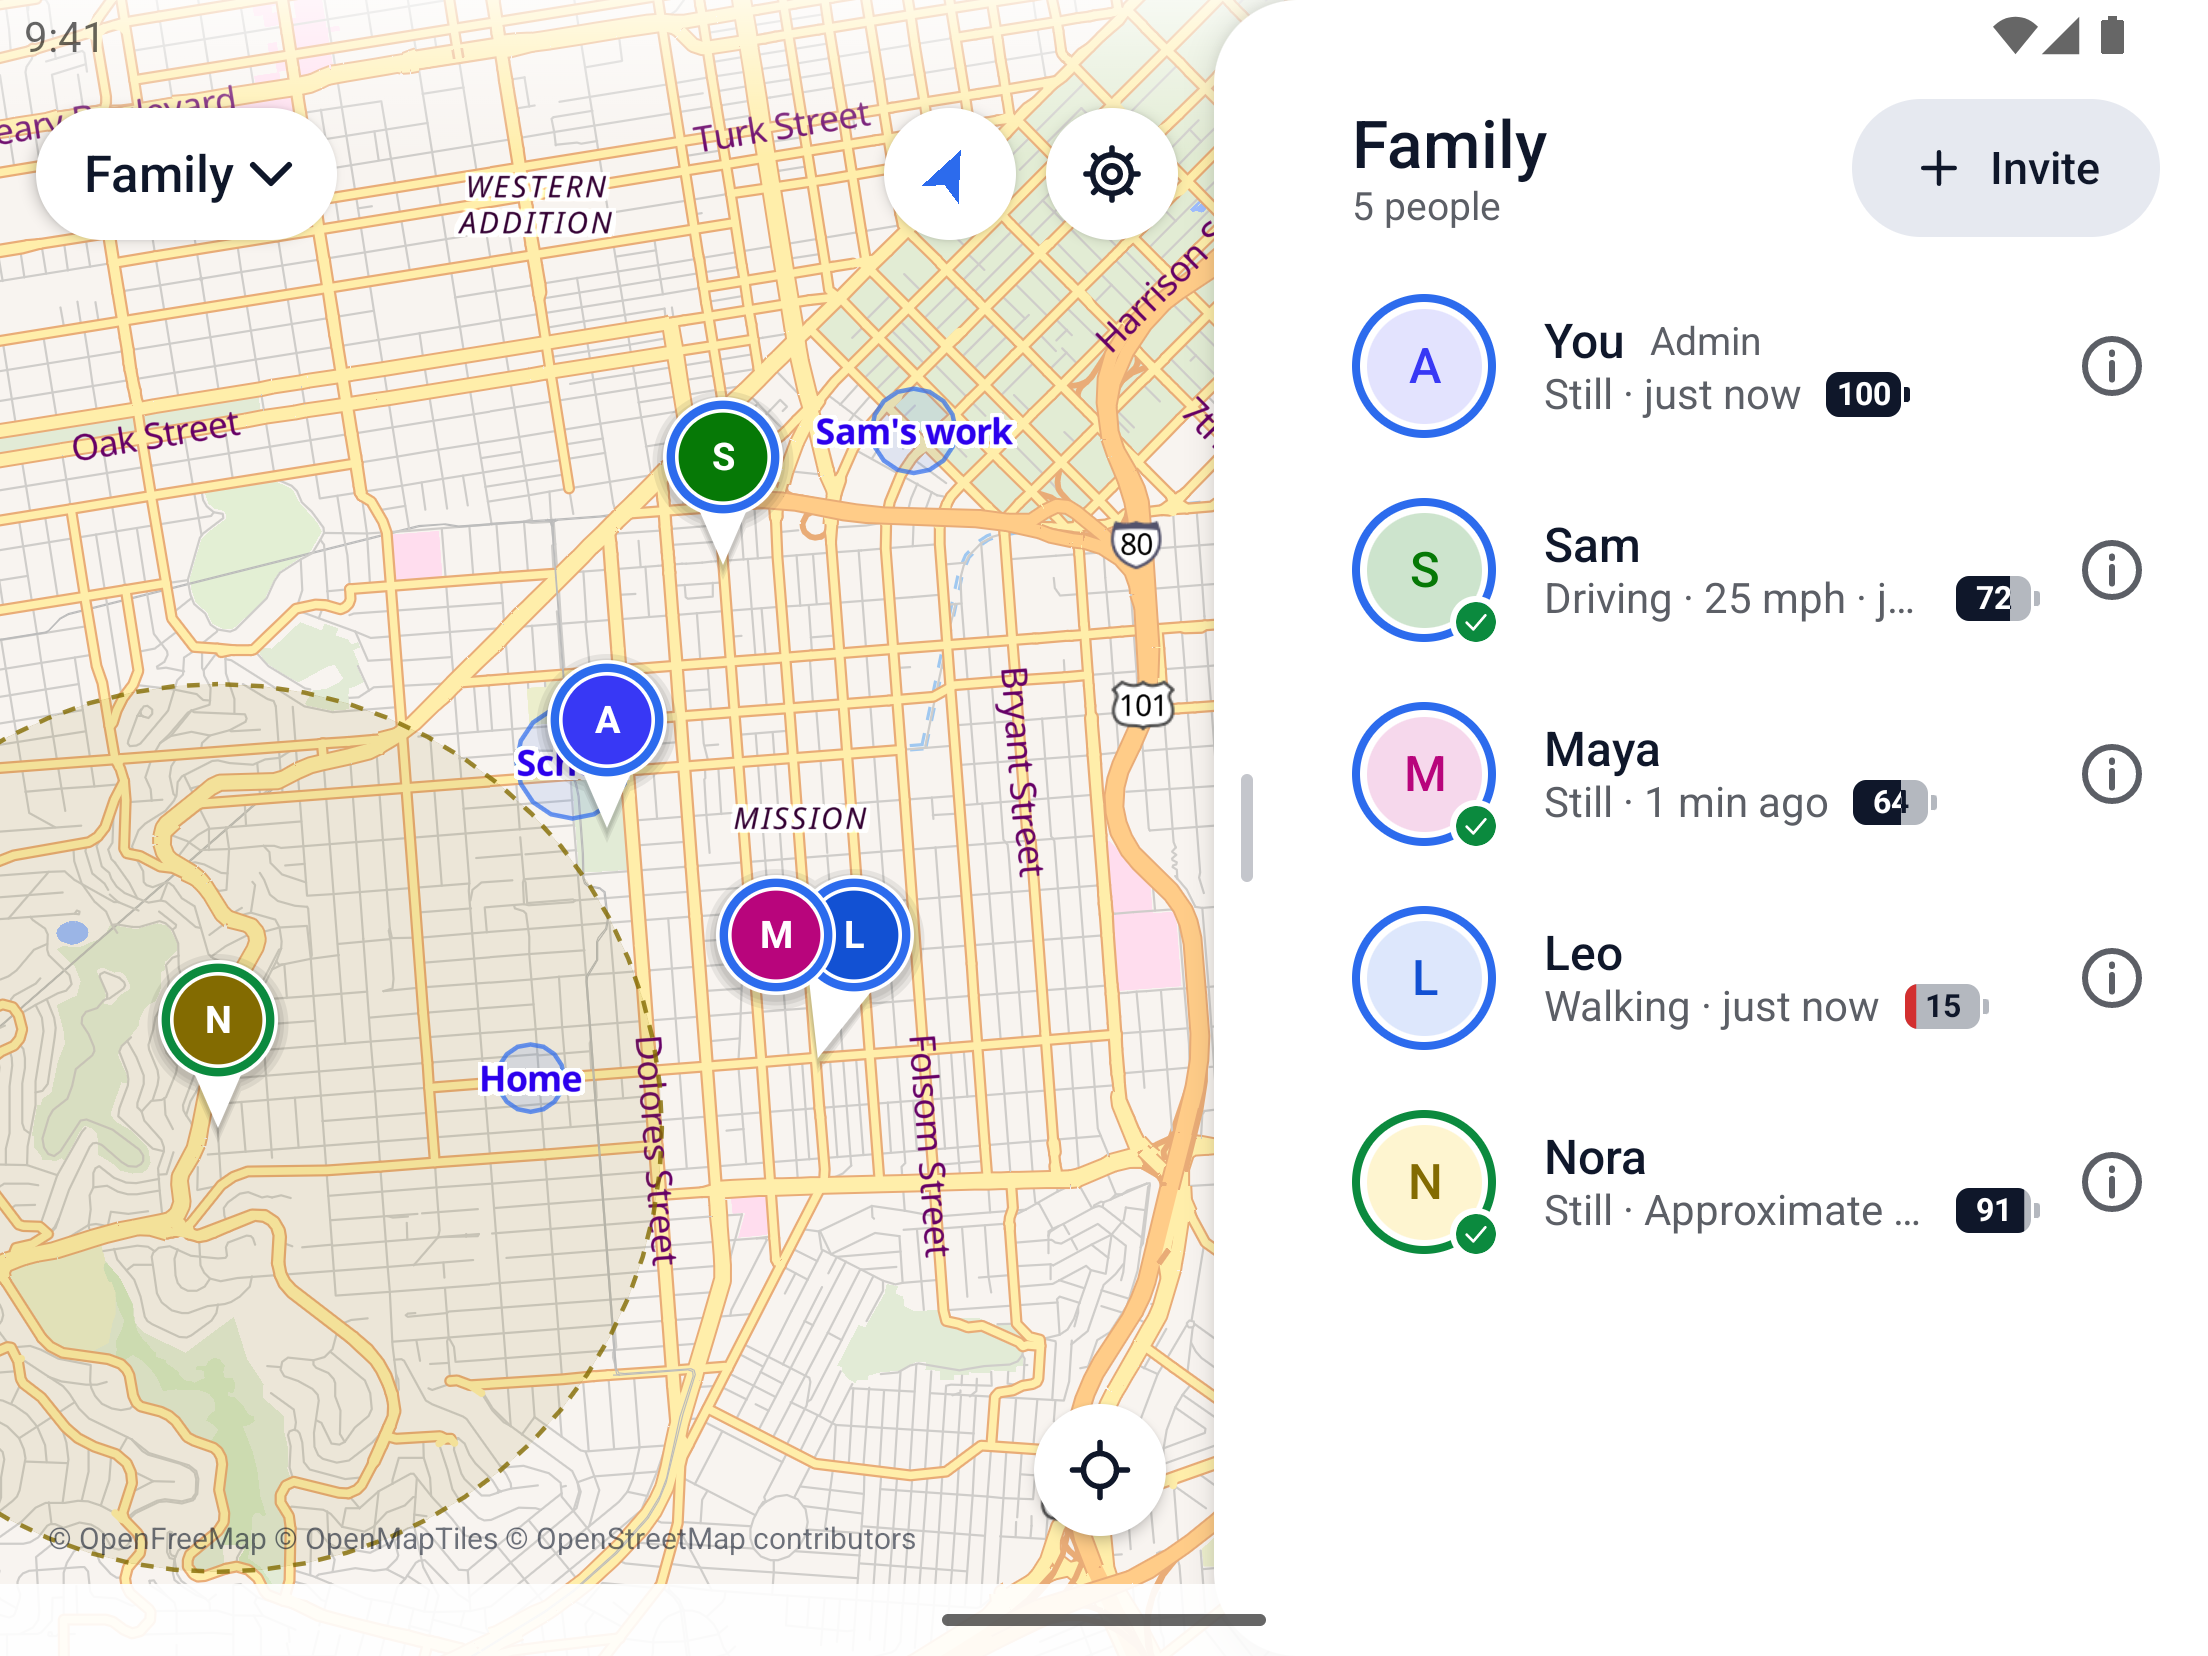 9:41
Turk Street
Family
WESTERN
ADDITION
Harrison
Oak Street
S
Sam's work
80
A
101
Bryant Street
MISSION
M
L
N
Home
Dolores Street
Folsom Street
© OpenFreeMap © OpenMapTiles © OpenStreetMap contributors
Family
5 people
+ Invite
A
You Admin
Still · just now 100
S
Sam
Driving · 25 mph · j... 72
M
Maya
Still · 1 min ago 64
L
Leo
Walking · just now 15
N
Nora
Still · Approximate ... 91